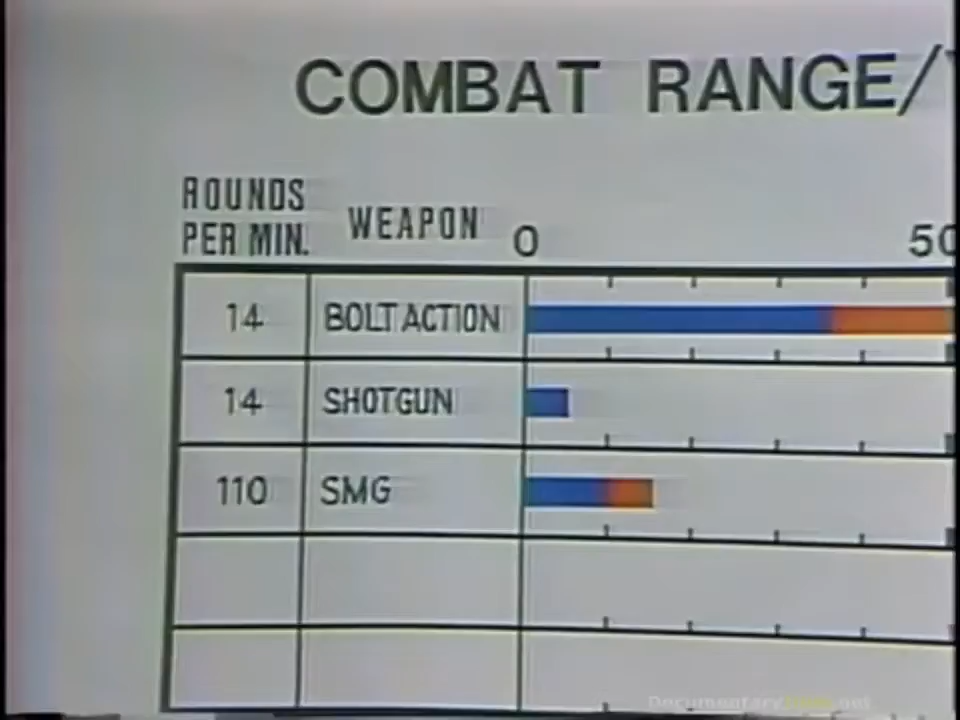 COMBAT RANGE/
ROUNDS
PER MIN.
WEAPON
0
50
14 BOLT ACTION
14 SHOTGUN
110 SMG